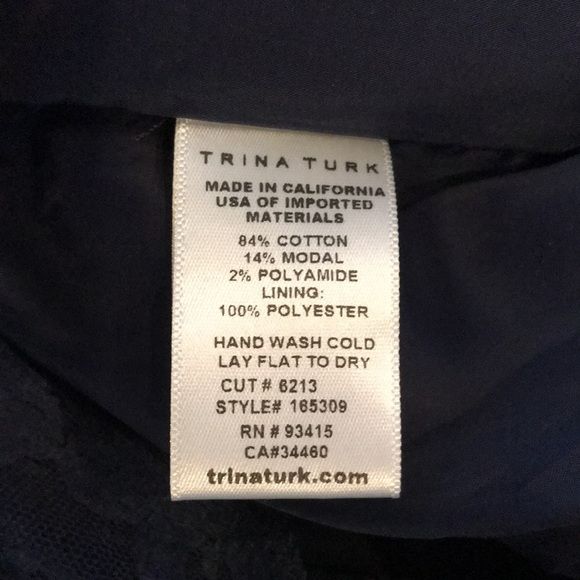 TRINA TURK
MADE IN CALIFORNIA
USA OF IMPORTED
MATERIALS
84% COTTON
14% MODAL
2% POLYAMIDE
LINING:
100% POLYESTER
HAND WASH COLD
LAY FLAT TO DRY
CUT # 6213
STYLE# 165309
RN # 93415
CA#34460
trinaturk.com